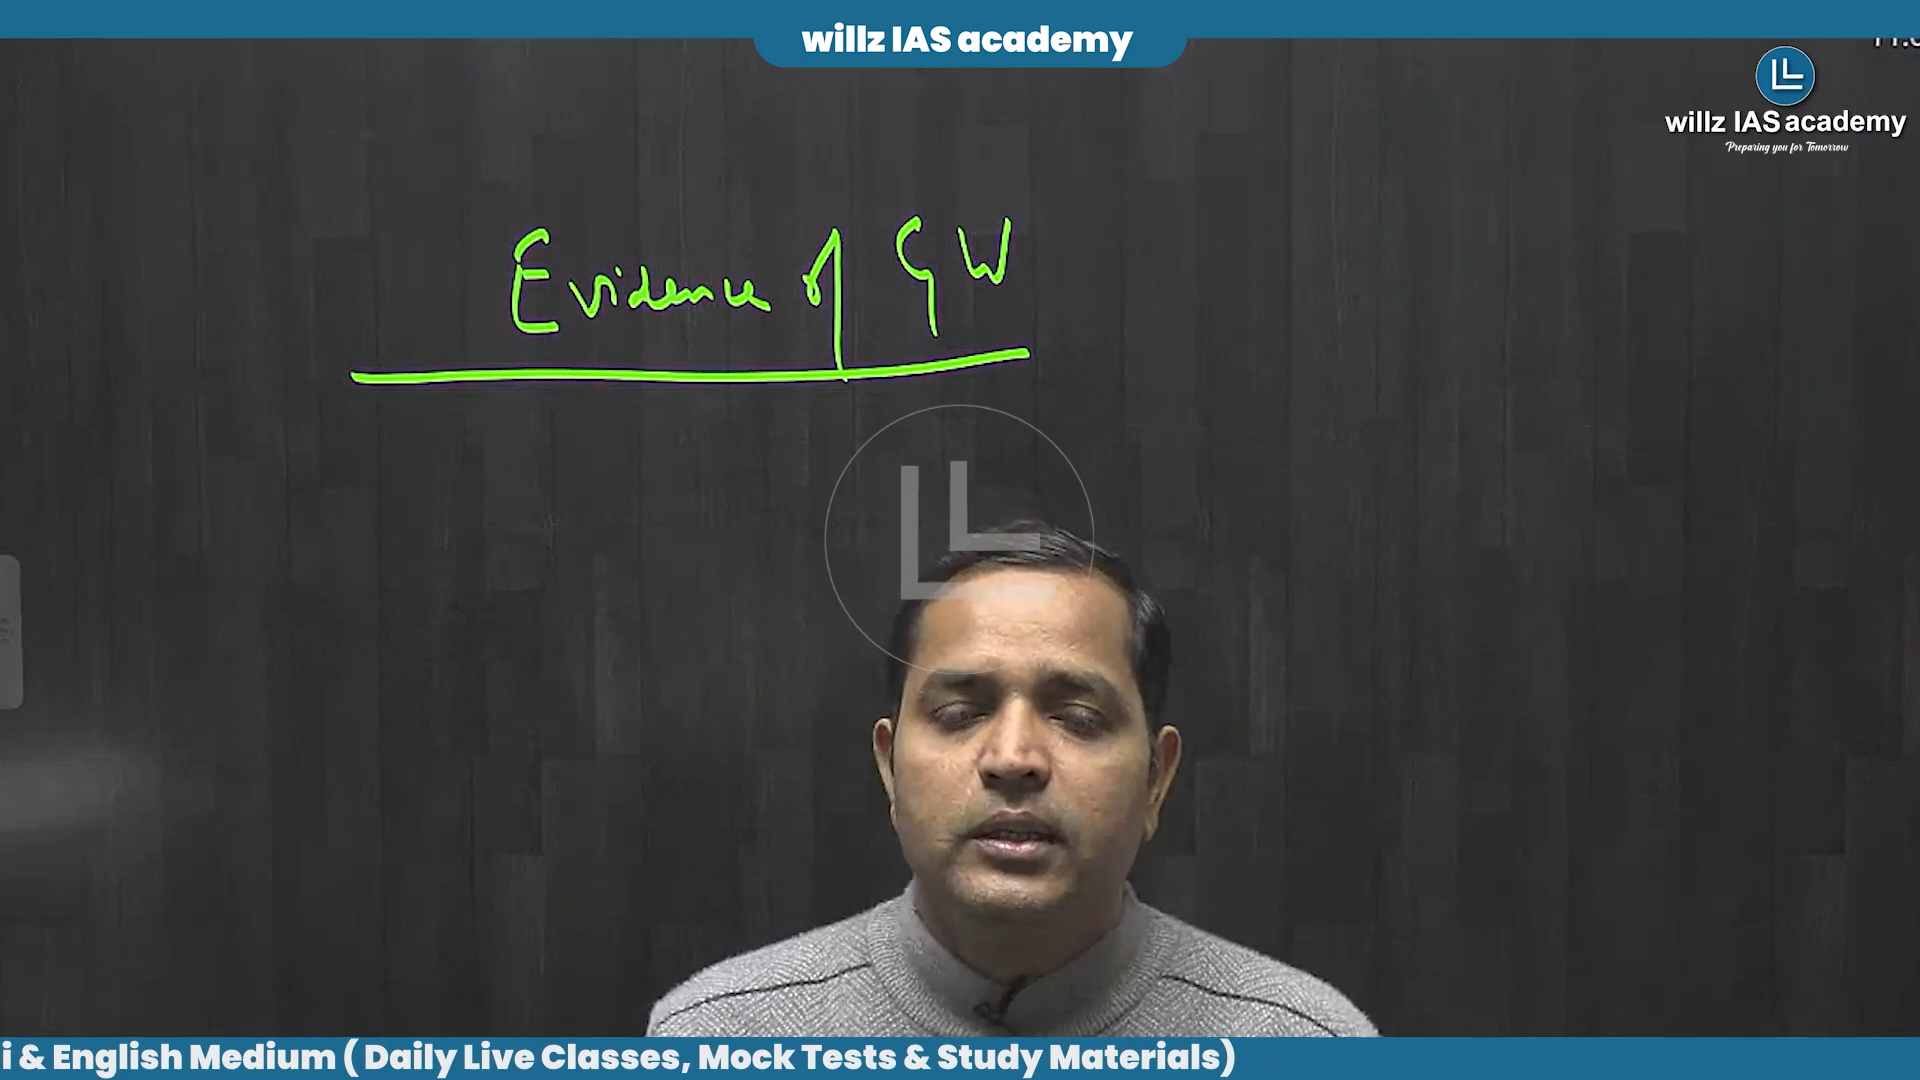 willz IAS academy
willz IAS academy
Preparing you for Tomorrow
Evidence of GW
i & English Medium ( Daily Live Classes, Mock Tests & Study Materials)